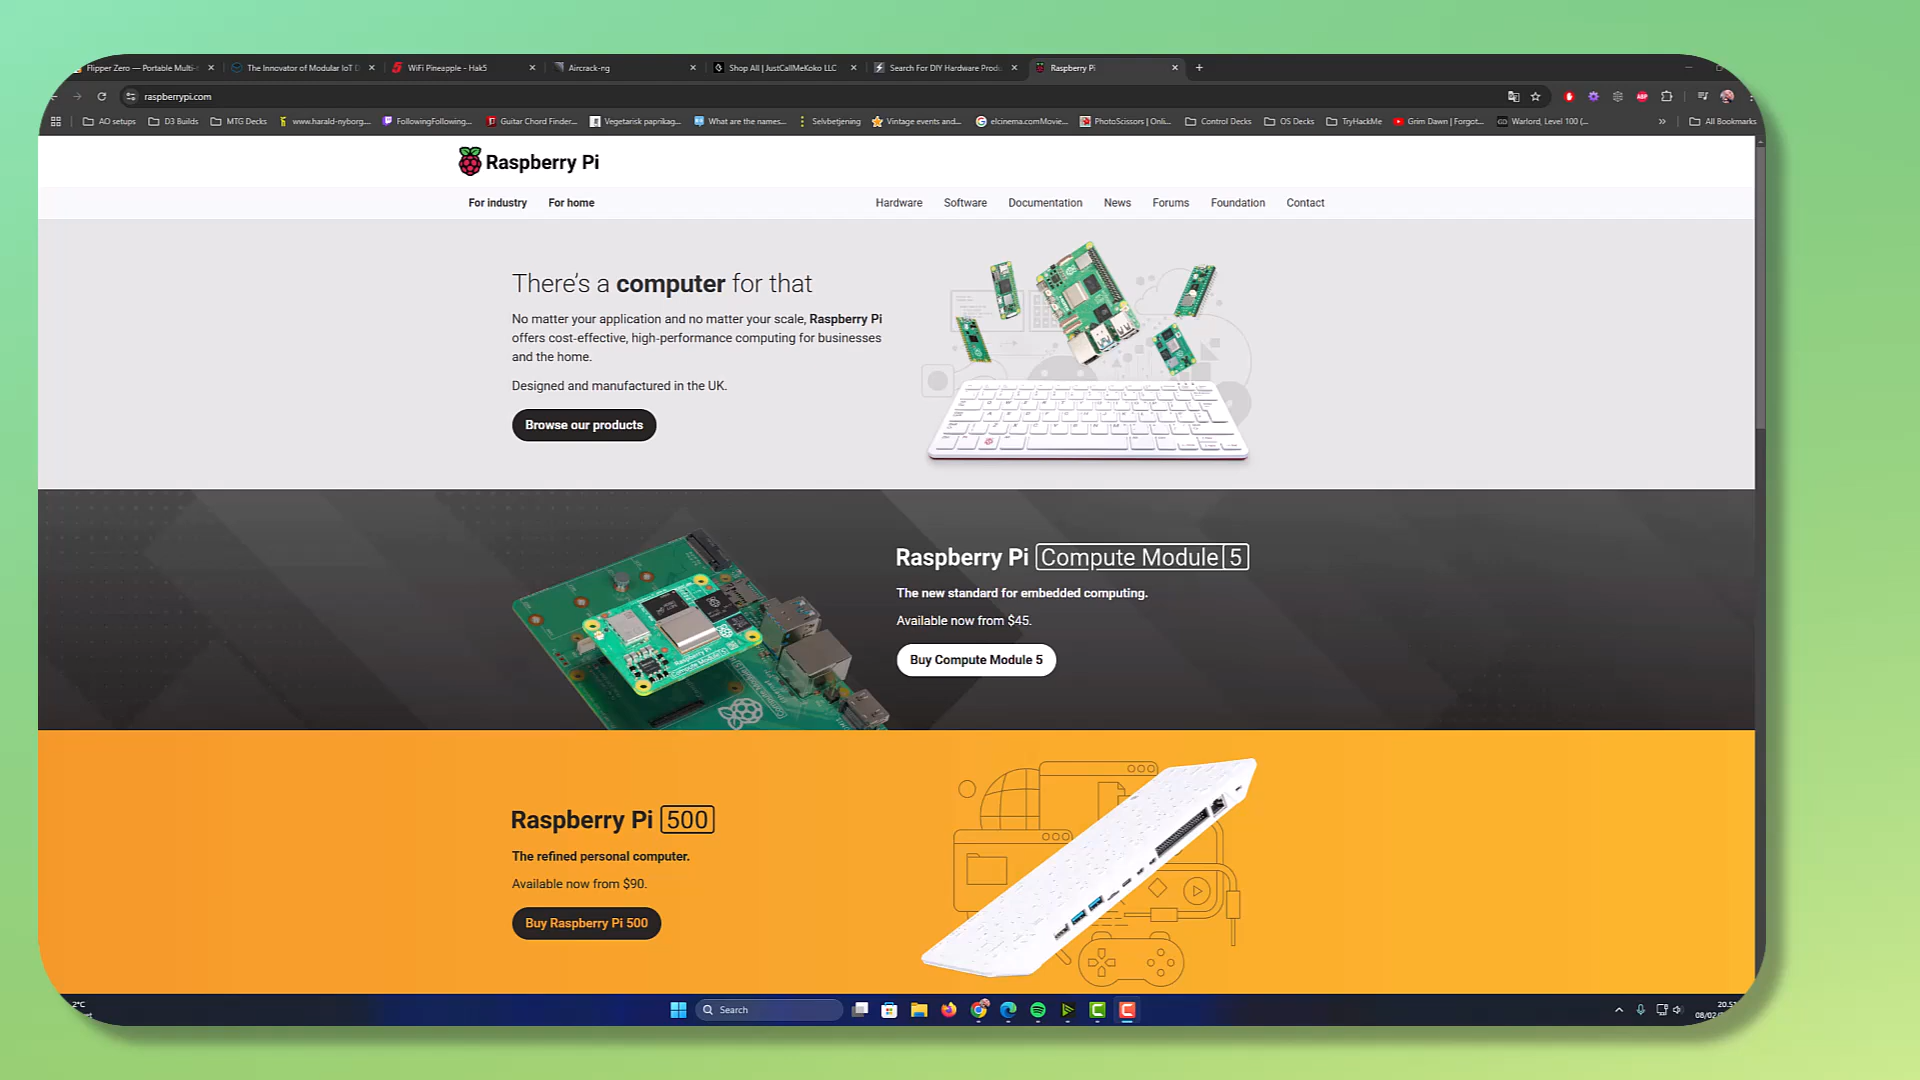 Flipper Zero — Portable Multi-
The Innovator of Modular IoT D
WiFi Pineapple - Hak5
Aircrack-ng
Shop All | JustCallMeKoko LLC
Search For DIY Hardware Produ
Raspberry Pi
raspberrypi.com
AO setups
D3 Builds
MTG Decks
www.harald-nyborg....
FollowingFollowing...
Guitar Chord Finder...
Vegetarisk paprikag...
What are the names...
Selvbetjening
Vintage events and...
elcinema.comMovie...
PhotoScissors | Onli...
Control Decks
OS Decks
TryHackMe
Grim Dawn | Forgot...
Warlord, Level 100 (...
All Bookmarks
Raspberry Pi
For industry
For home
Hardware
Software
Documentation
News
Forums
Foundation
Contact
There's a computer for that
No matter your application and no matter your scale, Raspberry Pi
offers cost-effective, high-performance computing for businesses
and the home.
Designed and manufactured in the UK.
Browse our products
Raspberry Pi Compute Module 5
The new standard for embedded computing.
Available now from $45.
Buy Compute Module 5
Raspberry Pi 500
The refined personal computer.
Available now from $90.
Buy Raspberry Pi 500
2°C
Search
20.5
08/02/